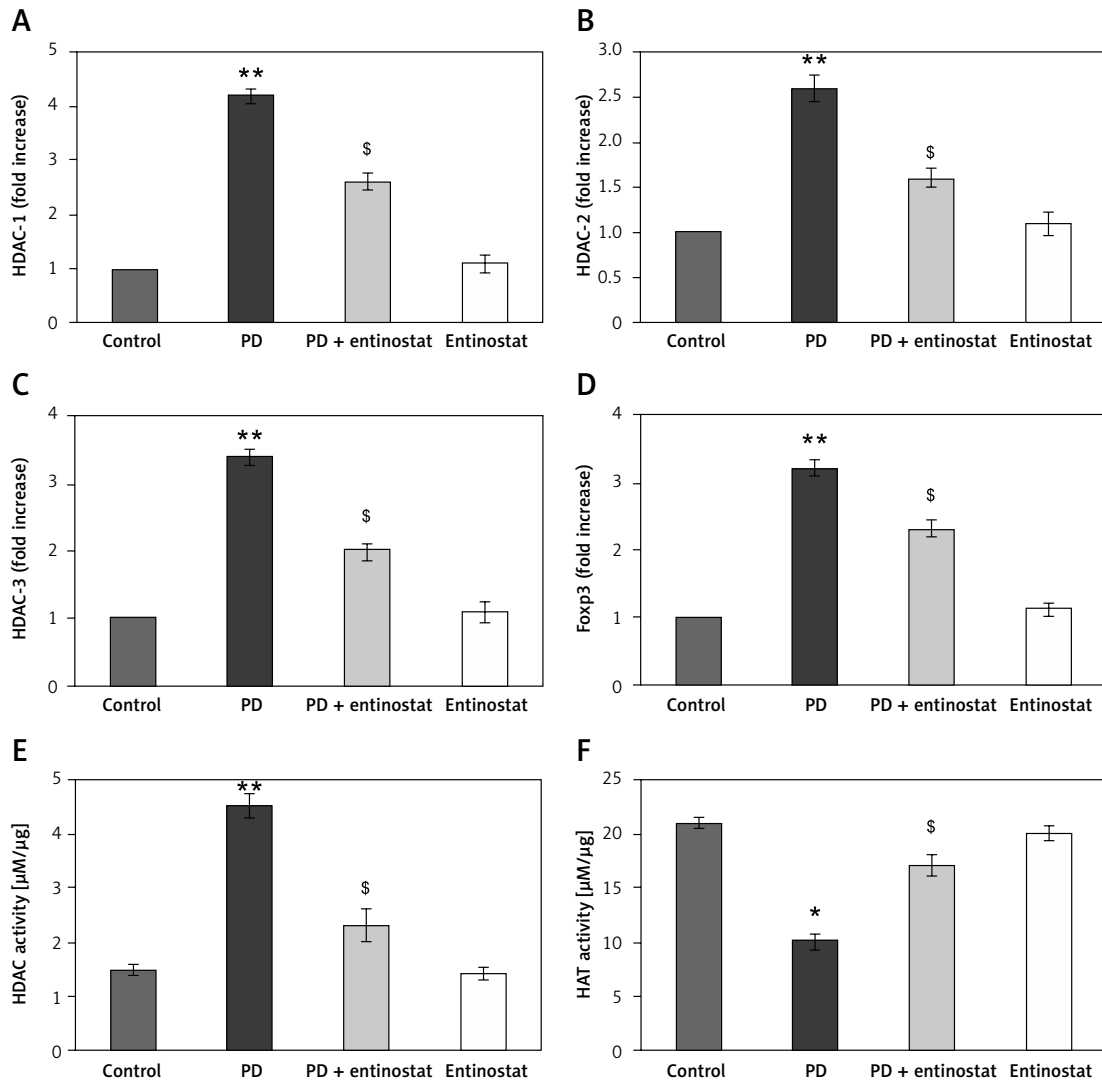 A
HDAC-1 (fold increase)
5
4
3
2
1
0
**
$
Control PD PD + entinostat Entinostat
B
HDAC-2 (fold increase)
3.0
2.5
2.0
1.5
1.0
0.5
0
**
$
Control PD PD + entinostat Entinostat
C
HDAC-3 (fold increase)
4
3
2
1
0
**
$
Control PD PD + entinostat Entinostat
D
Foxp3 (fold increase)
4
3
2
1
0
**
$
Control PD PD + entinostat Entinostat
E
HDAC activity [µM/µg]
5
4
3
2
1
0
**
$
Control PD PD + entinostat Entinostat
F
HAT activity [µM/µg]
25
20
15
10
5
0
*
$
Control PD PD + entinostat Entinostat